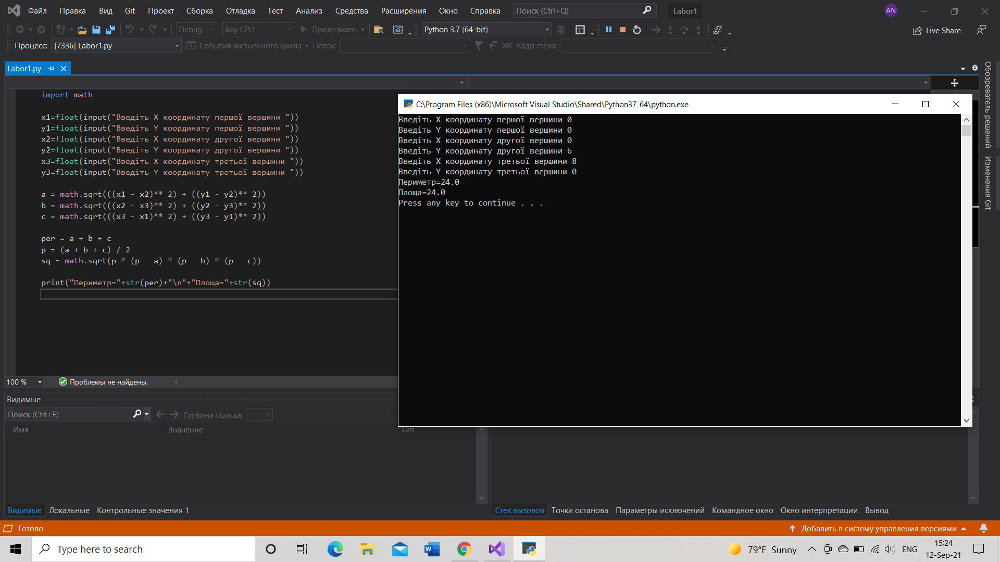 Файл Правка Вид Git Проект Сборка Отладка Тест Анализ Средства Расширения Окно Справка Поиск (Ctrl+Q) Labor1 AN
Debug Any CPU Продолжить Python 3.7 (64-bit) Live Share
Процесс: [7336] Labor1.py События жизненного цикла Поток: Кадр стека:
Labor1.py
Обозреватель решений
Изменения Git
import math
x1=float(input("Введіть X координату першої вершини "))
y1=float(input("Введіть Y координату першої вершини "))
x2=float(input("Введіть X координату другої вершини "))
y2=float(input("Введіть Y координату другої вершини "))
x3=float(input("Введіть X координату третьої вершини "))
y3=float(input("Введіть Y координату третьої вершини "))
a = math.sqrt(((x1 - x2)** 2) + ((y1 - y2)** 2))
b = math.sqrt(((x2 - x3)** 2) + ((y2 - y3)** 2))
c = math.sqrt(((x3 - x1)** 2) + ((y3 - y1)** 2))
per = a + b + c
p = (a + b + c) / 2
sq = math.sqrt(p * (p - a) * (p - b) * (p - c))
print("Периметр="+str(per)+"\n"+"Площа="+str(sq))
C:\Program Files (x86)\Microsoft Visual Studio\Shared\Python37_64\python.exe
Введіть X координату першої вершини 0
Введіть Y координату першої вершини 0
Введіть X координату другої вершини 0
Введіть Y координату другої вершини 6
Введіть X координату третьої вершини 8
Введіть Y координату третьої вершини 0
Периметр=24.0
Площа=24.0
Press any key to continue . . .
100 % Проблемы не найдены.
Видимые
Поиск (Ctrl+E) Глубина поиска:
Имя Значение Тип
Видимые Локальные Контрольные значения 1
Стек вызовов Точки останова Параметры исключений Командное окно Окно интерпретации Вывод
Готово Добавить в систему управления версиями
Type here to search 79°F Sunny ENG 15:24
12-Sep-21